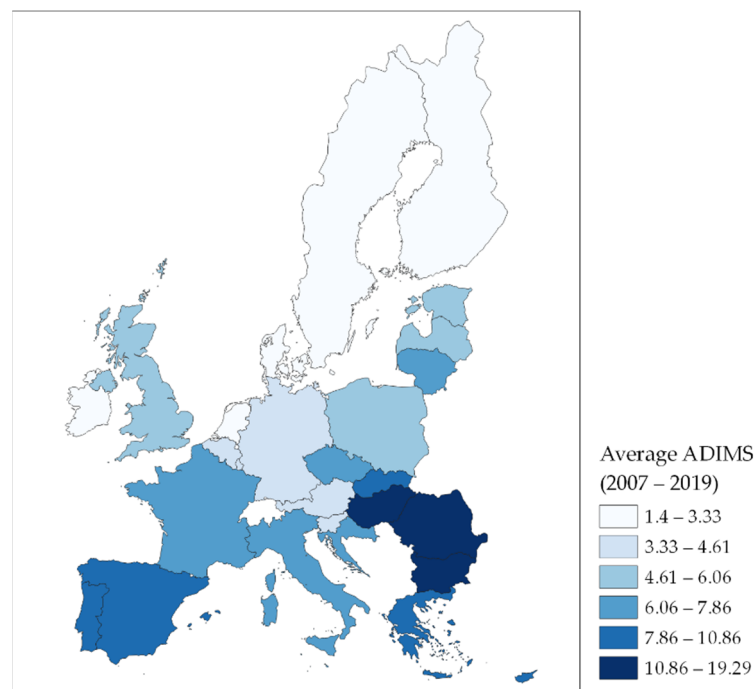 Average ADIMS
(2007 – 2019)
1.4 – 3.33
3.33 – 4.61
4.61 – 6.06
6.06 – 7.86
7.86 – 10.86
10.86 – 19.29